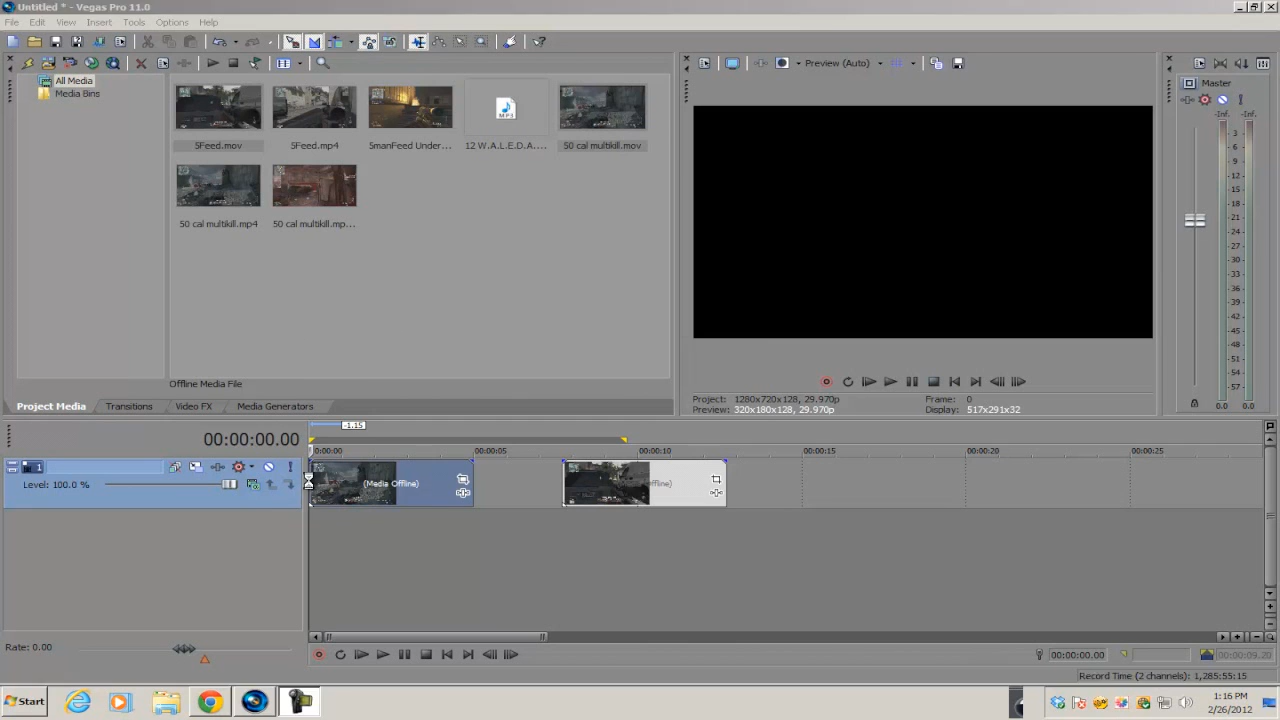 Untitled * - Vegas Pro 11.0
File Edit View Insert Tools Options Help
All Media
Media Bins
5Feed.mov
5Feed.mp4
5manFeed Under...
MP3
12 W.A.L.E.D.A....
50 cal multikill.mov
50 cal multikill.mp4
50 cal multikill.mp...
Offline Media File
Project Media
Transitions
Video FX
Media Generators
Preview (Auto)
Project: 1280x720x128, 29.970p
Frame: 0
Preview: 320x180x128, 29.970p
Display: 517x291x32
Master
-Inf. -Inf.
3
6
9
12
15
18
21
24
27
30
33
36
39
42
45
48
51
54
57
0.0 0.0
00:00:00.00
-1.15
0:00:00
00:00:05
00:00:10
00:00:15
00:00:20
00:00:25
1
Level: 100.0 %
(Media Offline)
ffline)
Rate: 0.00
00:00:00.00
00:00:09.20
Record Time (2 channels): 1,285:55:15
Start
1:16 PM
2/26/2012